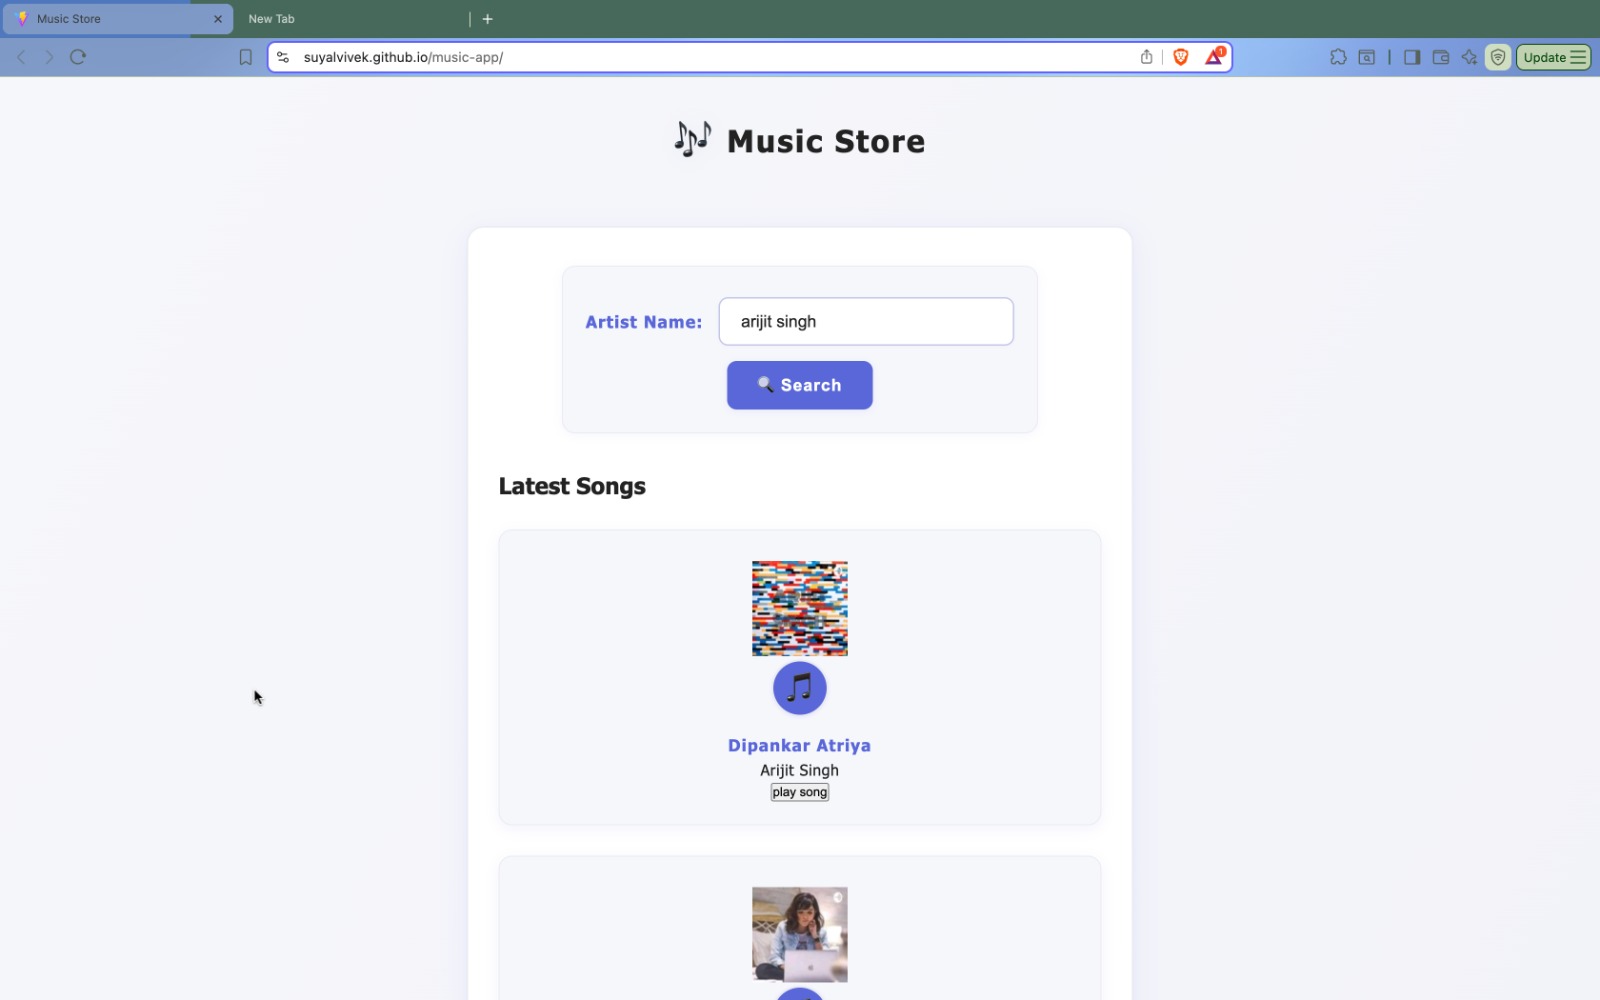 Music Store
New Tab
suyalvivek.github.io/music-app/
1
Update
Music Store
Artist Name:
arijit singh
Search
Latest Songs
Dipankar Atriya
Arijit Singh
play song